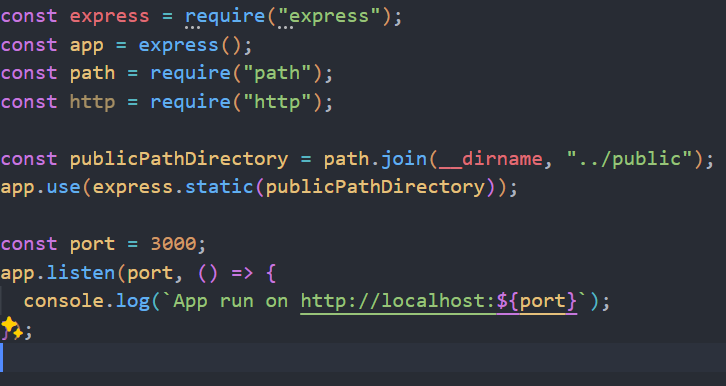 const express = require("express");
const app = express();
const path = require("path");
const http = require("http");

const publicPathDirectory = path.join(__dirname, "../public");
app.use(express.static(publicPathDirectory));

const port = 3000;
app.listen(port, () => {
  console.log(`App run on http://localhost:${port}`);
});